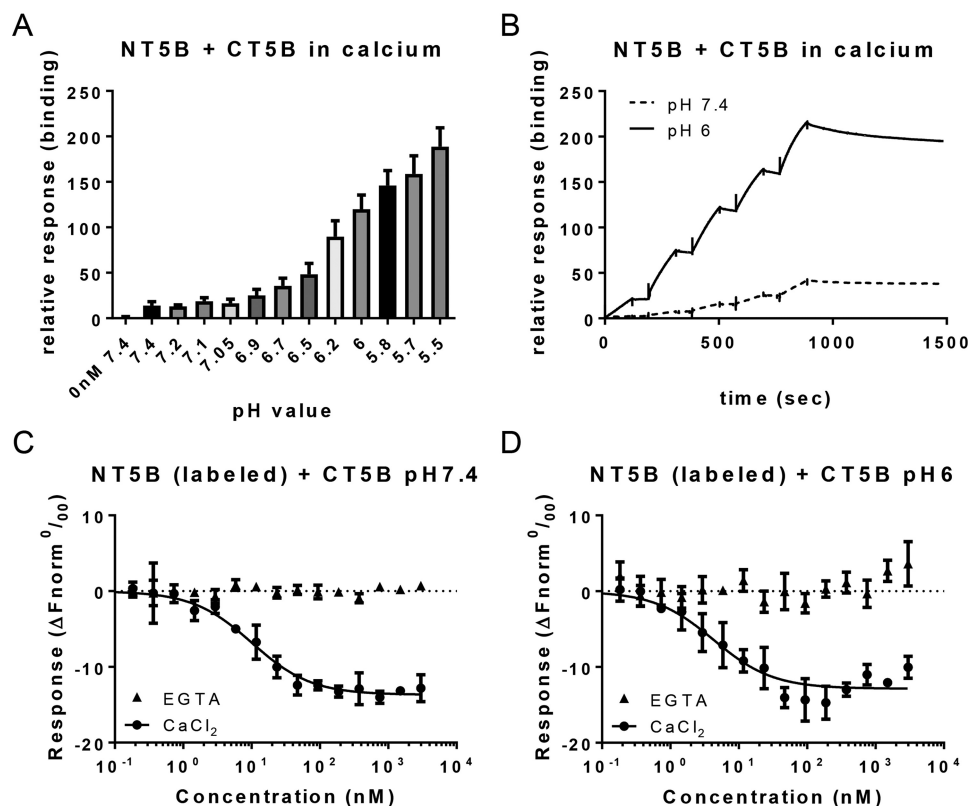 A
NT5B + CT5B in calcium
relative response (binding)
250
200
150
100
50
0
0nM 7.4
7.4
7.2
7.1
7.05
6.9
6.7
6.5
6.2
6
5.8
5.7
5.5
pH value
B
NT5B + CT5B in calcium
relative response (binding)
250
200
150
100
50
0
pH 7.4
pH 6
0
500
1000
1500
time (sec)
C
NT5B (labeled) + CT5B pH7.4
Response (ΔFnorm 0/00)
10
0
-10
-20
EGTA
CaCl2
10-1
100
101
102
103
104
Concentration (nM)
D
NT5B (labeled) + CT5B pH6
Response (ΔFnorm 0/00)
10
0
-10
-20
EGTA
CaCl2
10-1
100
101
102
103
104
Concentration (nM)